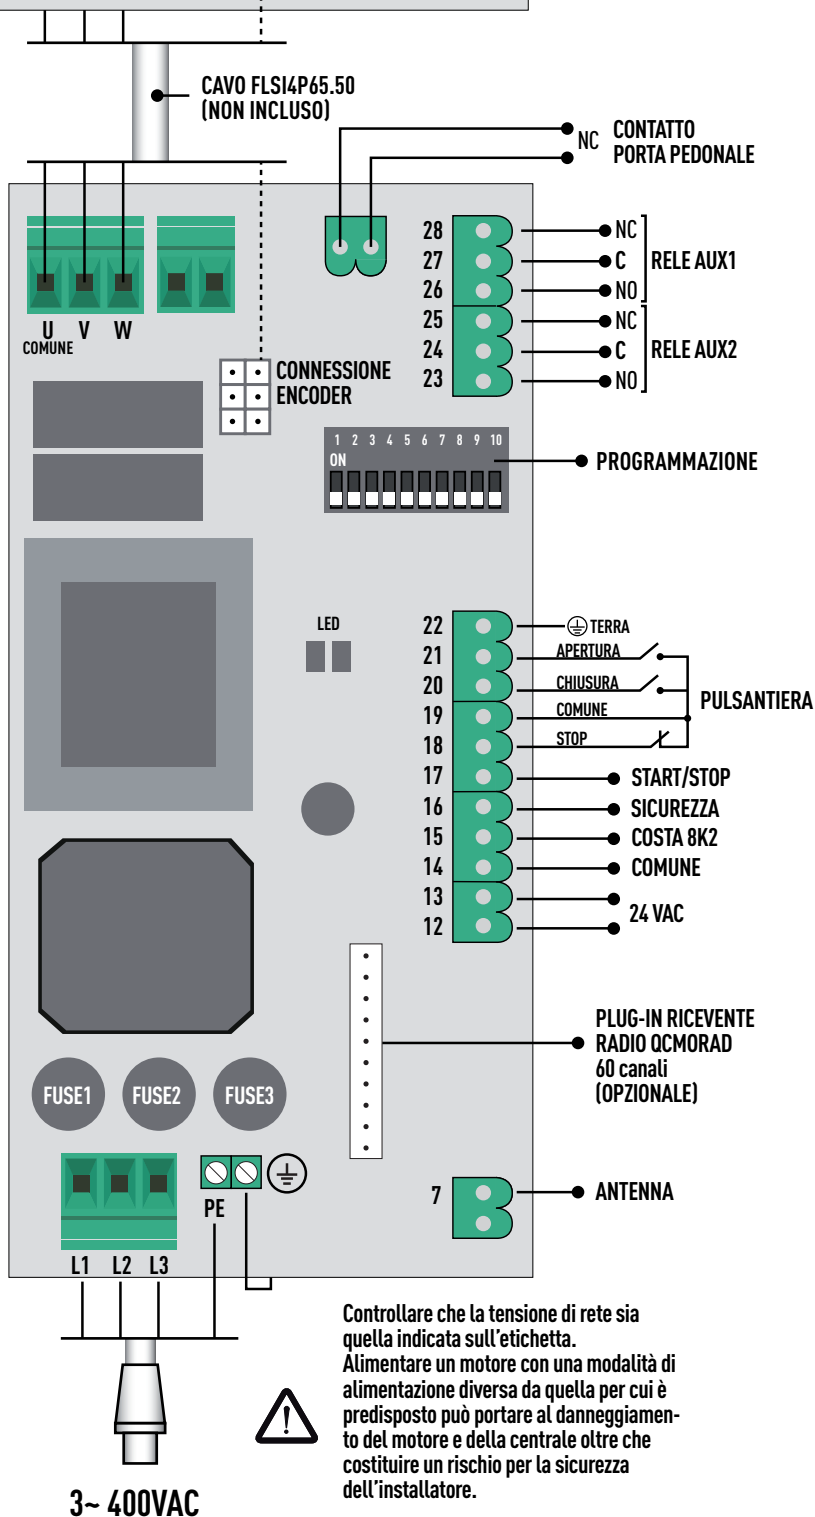 CAVO FLSI4P65.50
(NON INCLUSO)
NC
CONTATTO
PORTA PEDONALE
28
NC
27
C
RELE AUX1
26
NO
25
NC
24
C
RELE AUX2
23
NO
U
V
W
COMUNE
CONNESSIONE
ENCODER
1 2 3 4 5 6 7 8 9 10
ON
PROGRAMMAZIONE
LED
22
TERRA
21
APERTURA
20
CHIUSURA
PULSANTIERA
19
COMUNE
18
STOP
17
START/STOP
16
SICUREZZA
15
COSTA 8K2
14
COMUNE
13
24 VAC
12
PLUG-IN RICEVENTE
RADIO QCMORAD
60 canali
(OPZIONALE)
FUSE1
FUSE2
FUSE3
7
ANTENNA
PE
L1
L2
L3
Controllare che la tensione di rete sia
quella indicata sull'etichetta.
Alimentare un motore con una modalità di
alimentazione diversa da quella per cui è
predisposto può portare al danneggiamen-
to del motore e della centrale oltre che
costituire un rischio per la sicurezza
dell'installatore.
3~ 400VAC